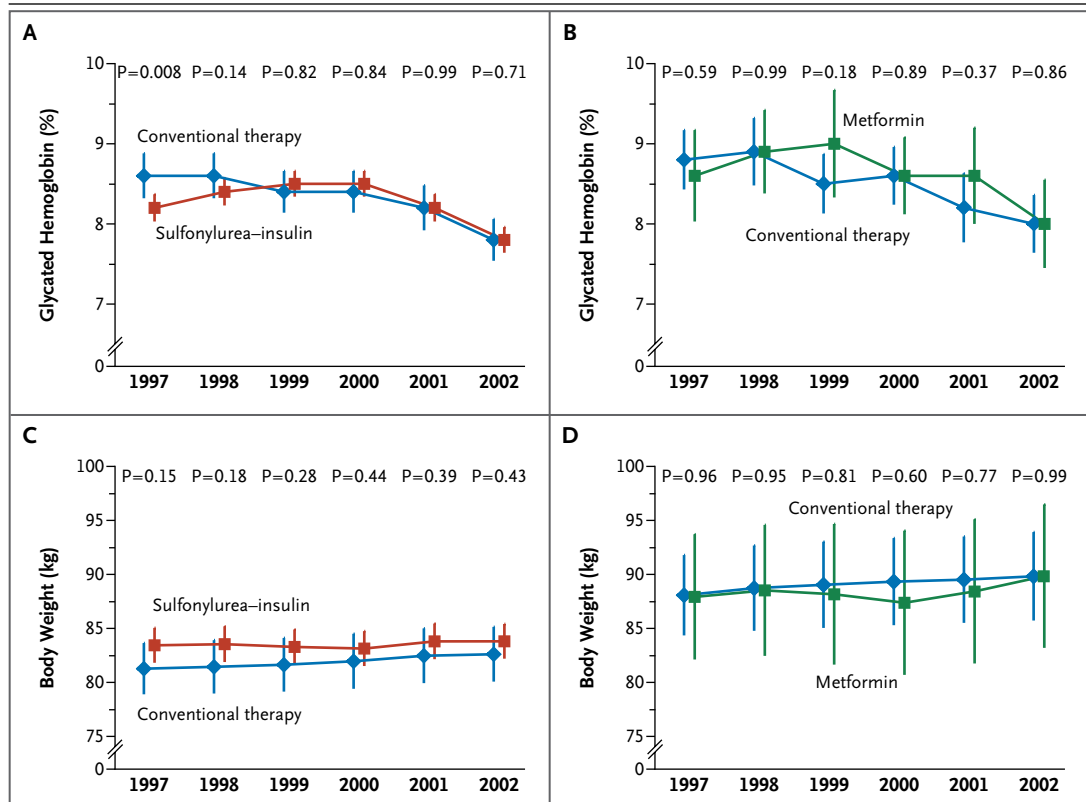 A
P=0.008 P=0.14 P=0.82 P=0.84 P=0.99 P=0.71
Glycated Hemoglobin (%)
10
9
8
7
0
Conventional therapy
Sulfonylurea–insulin
1997 1998 1999 2000 2001 2002
B
P=0.59 P=0.99 P=0.18 P=0.89 P=0.37 P=0.86
Glycated Hemoglobin (%)
10
9
8
7
0
Metformin
Conventional therapy
1997 1998 1999 2000 2001 2002
C
P=0.15 P=0.18 P=0.28 P=0.44 P=0.39 P=0.43
Body Weight (kg)
100
95
90
85
80
75
0
Sulfonylurea–insulin
Conventional therapy
1997 1998 1999 2000 2001 2002
D
P=0.96 P=0.95 P=0.81 P=0.60 P=0.77 P=0.99
Body Weight (kg)
100
95
90
85
80
75
0
Conventional therapy
Metformin
1997 1998 1999 2000 2001 2002